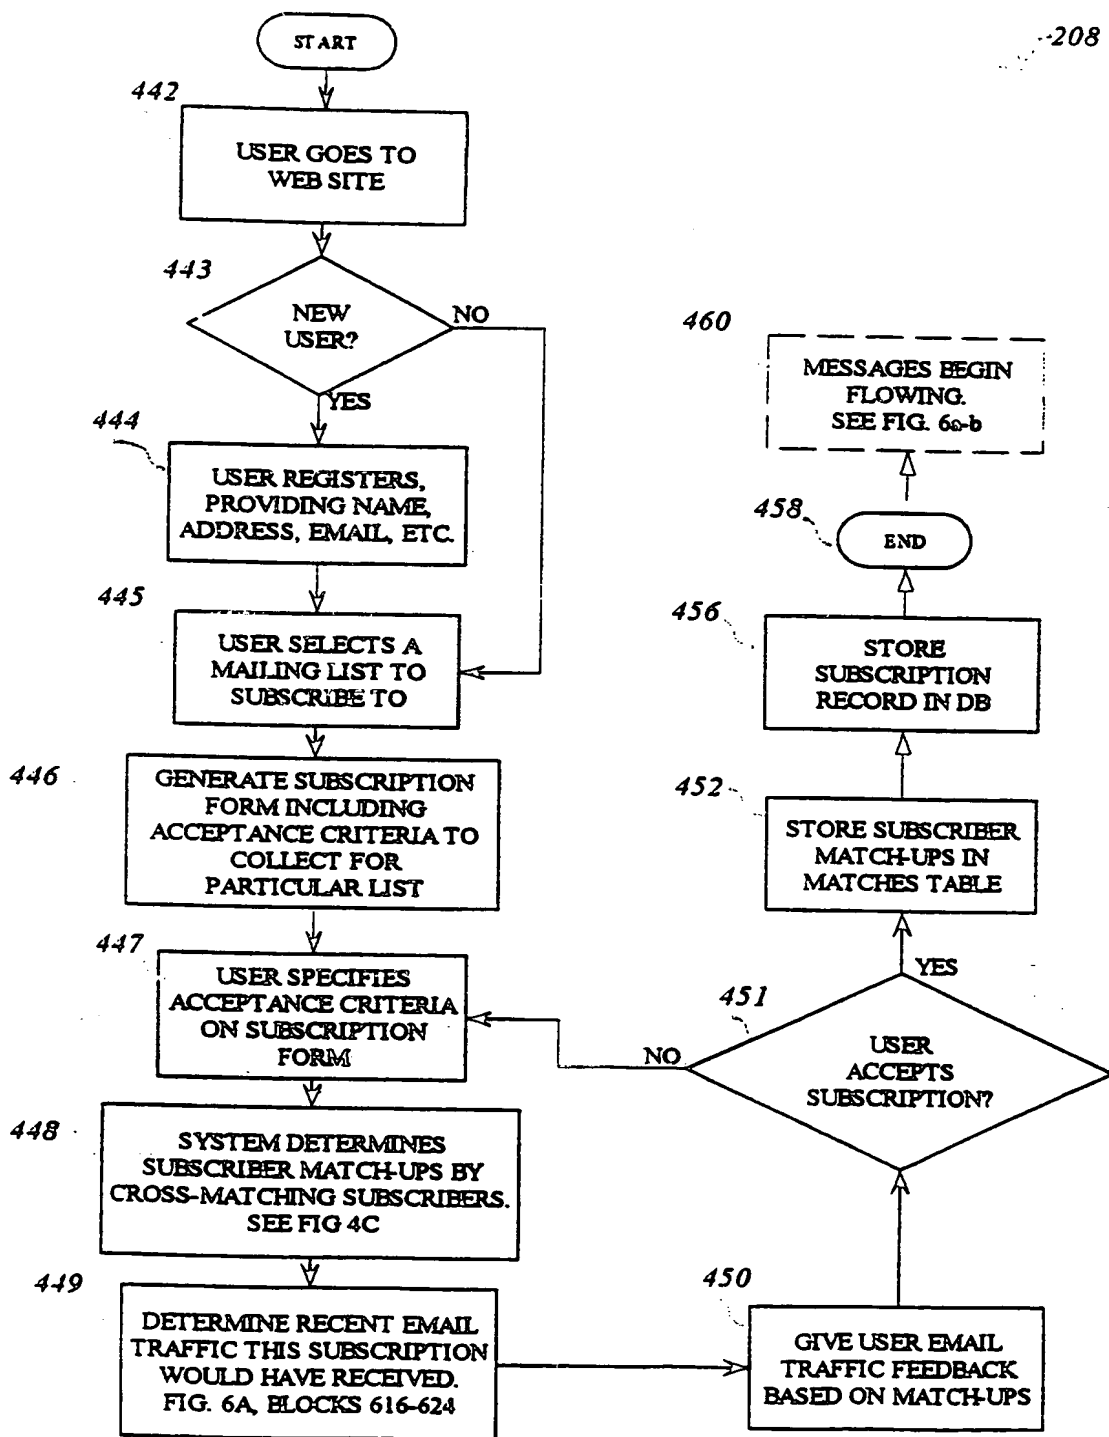 START
208
442
USER GOES TO
WEB SITE
443
NEW
USER?
NO
YES
444
USER REGISTERS,
PROVIDING NAME,
ADDRESS, EMAIL, ETC.
445
USER SELECTS A
MAILING LIST TO
SUBSCRIBE TO
446
GENERATE SUBSCRIPTION
FORM INCLUDING
ACCEPTANCE CRITERIA TO
COLLECT FOR
PARTICULAR LIST
447
USER SPECIFIES
ACCEPTANCE CRITERIA
ON SUBSCRIPTION
FORM
448
SYSTEM DETERMINES
SUBSCRIBER MATCH-UPS BY
CROSS-MATCHING SUBSCRIBERS.
SEE FIG 4C
449
DETERMINE RECENT EMAIL
TRAFFIC THIS SUBSCRIPTION
WOULD HAVE RECEIVED.
FIG. 6A, BLOCKS 616-624
450
GIVE USER EMAIL
TRAFFIC FEEDBACK
BASED ON MATCH-UPS
451
USER
ACCEPTS
SUBSCRIPTION?
NO
YES
452
STORE SUBSCRIBER
MATCH-UPS IN
MATCHES TABLE
456
STORE
SUBSCRIPTION
RECORD IN DB
458
END
460
MESSAGES BEGIN
FLOWING.
SEE FIG. 6a-b